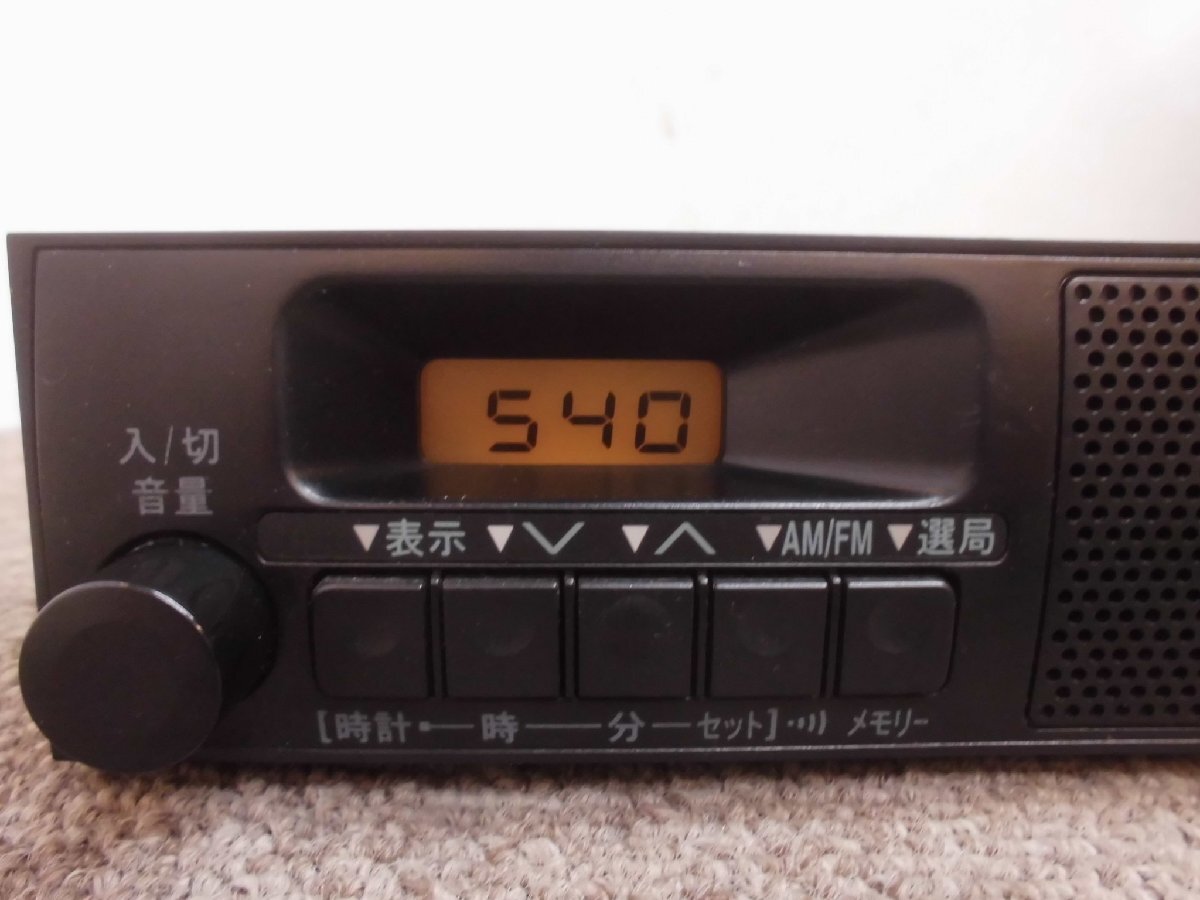 540
入/切
音量
▼表示 ▼∨ ▼∧ ▼AM/FM ▼選局
[時計•―時――分―セット]•·)) メモリー